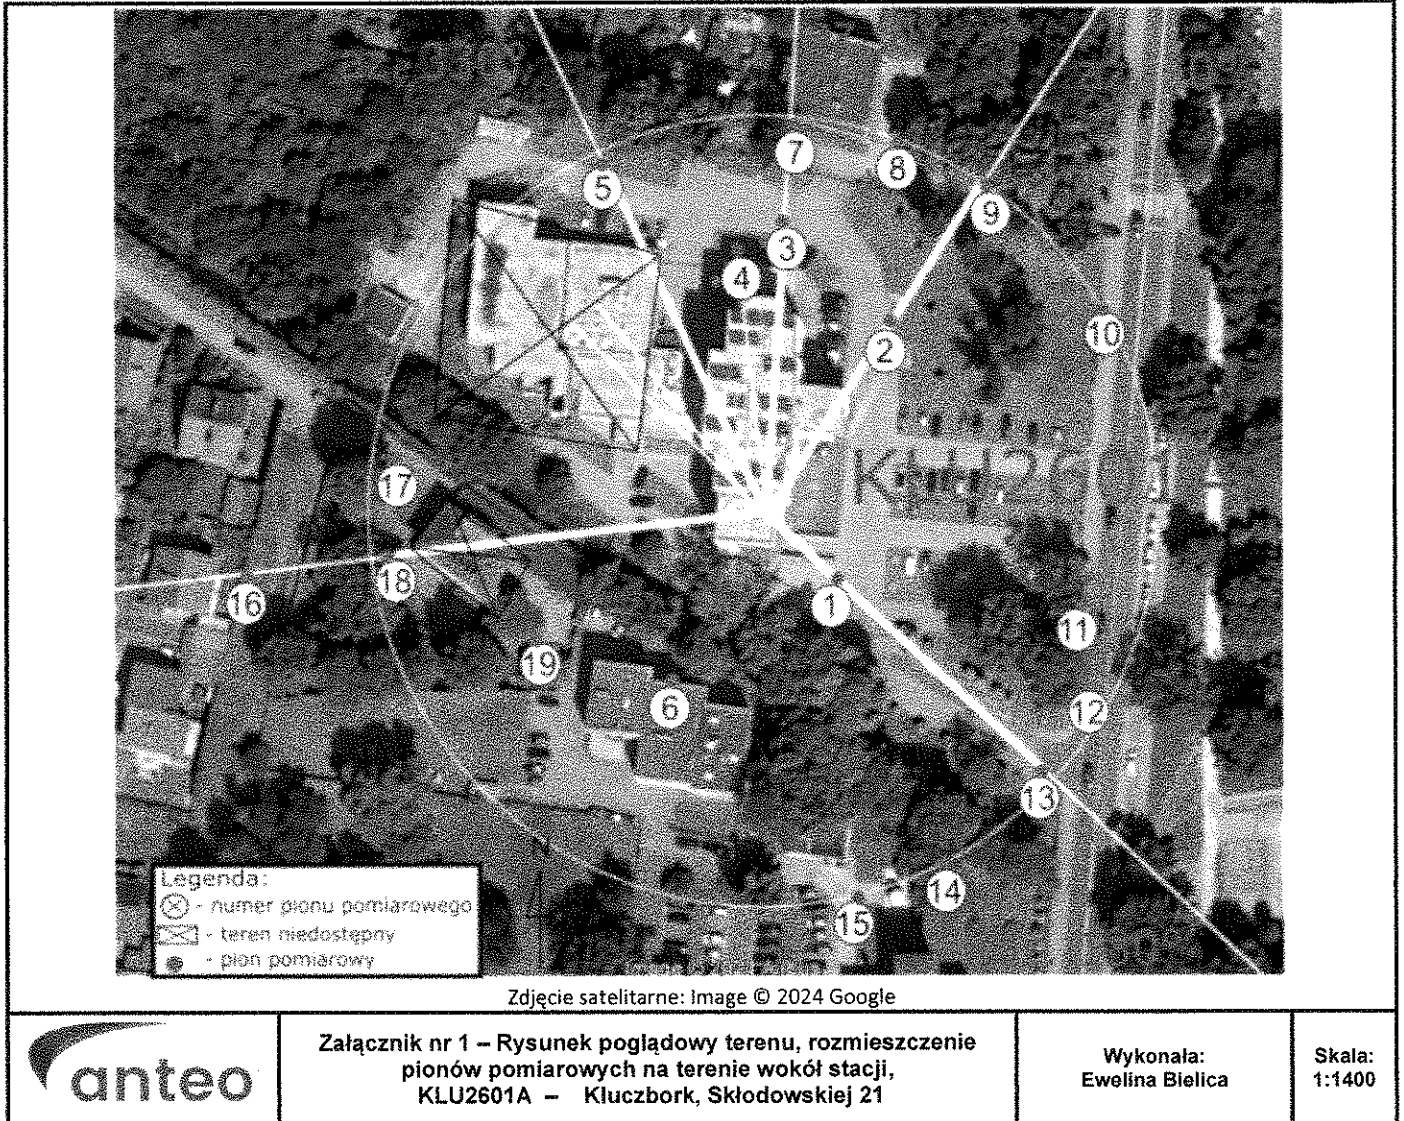 7
8
5
9
3
4
10
2
17
18
16
1
11
19
6
12
13
14
15
Legenda:
- numer pionu pomiarowego
- teren niedostępny
- pion pomiarowy
Zdjęcie satelitarne: Image © 2024 Google
anteo
Załącznik nr 1 – Rysunek poglądowy terenu, rozmieszczenie
pionów pomiarowych na terenie wokół stacji,
KLU2601A – Kluczbork, Skłodowskiej 21
Wykonała:
Ewelina Bielica
Skala:
1:1400